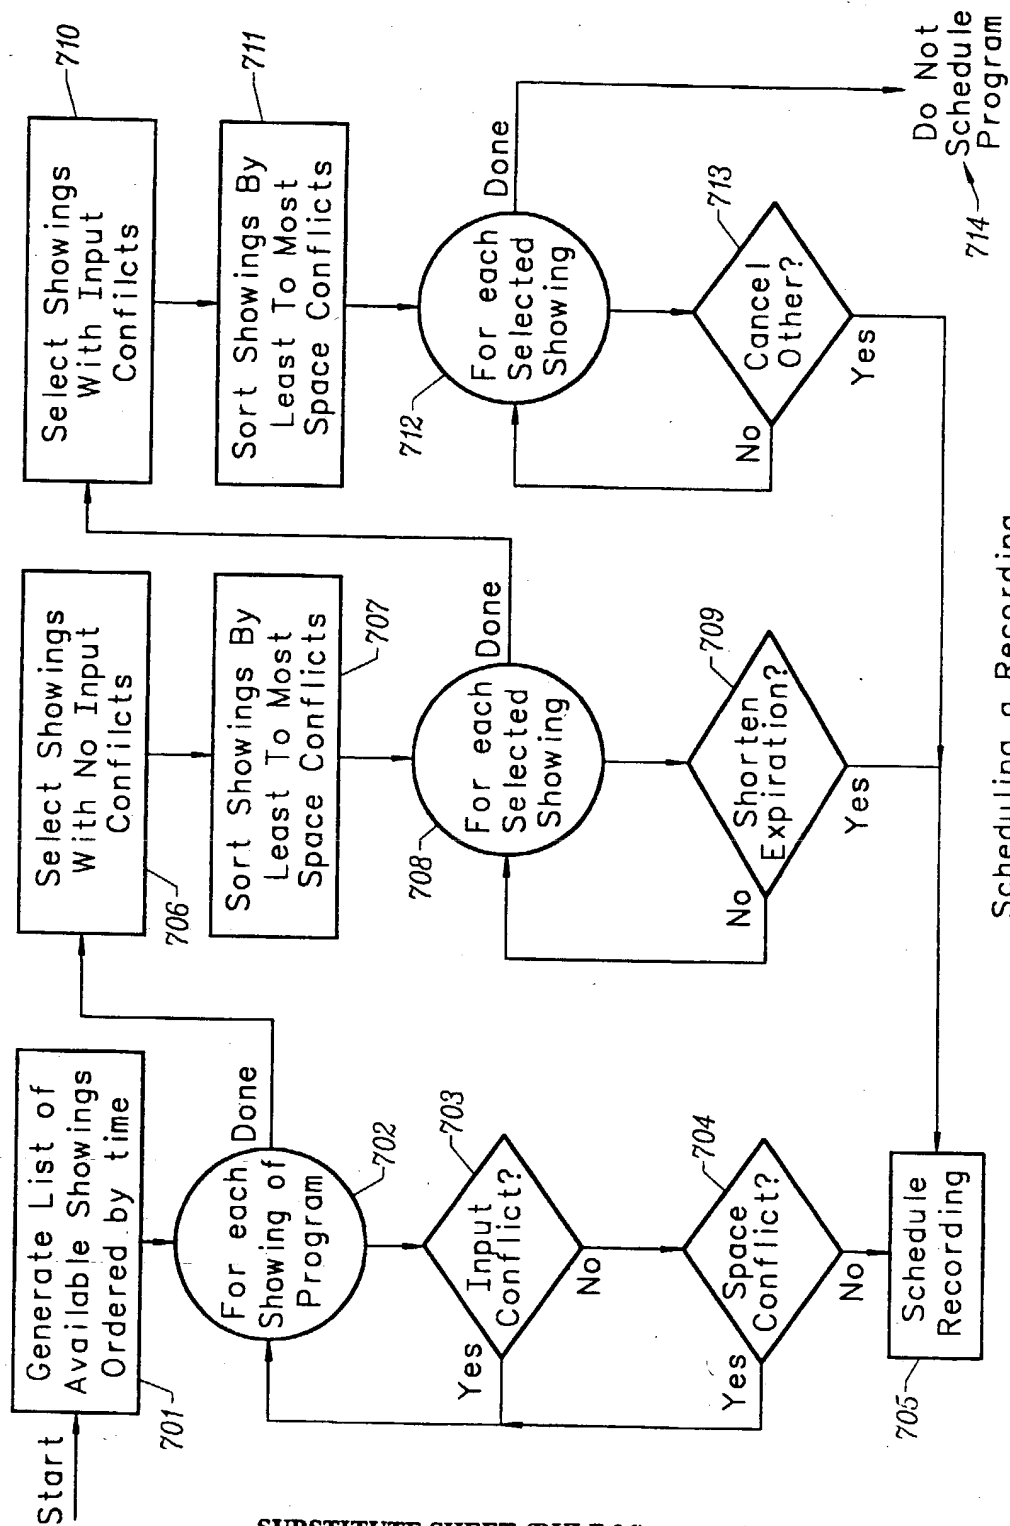 Start
Generate List of
Available Showings
Ordered by time
701
For each
Showing of
Program
702
Done
Input
Conflict?
703
Yes
No
Space
Conflict?
704
Yes
No
Schedule
Recording
705
Select Showings
With No Input
Confilcts
706
Sort Showings By
Least To Most
Space Conflicts
707
For each
Selected
Showing
708
Done
Shorten
Expiration?
709
No
Yes
Select Showings
With Input
Confilcts
710
Sort Showings By
Least To Most
Space Conflicts
711
For each
Selected
Showing
712
Done
Cancel
Other?
713
No
Yes
Do Not
Schedule
Program
714
Scheduling a Recording